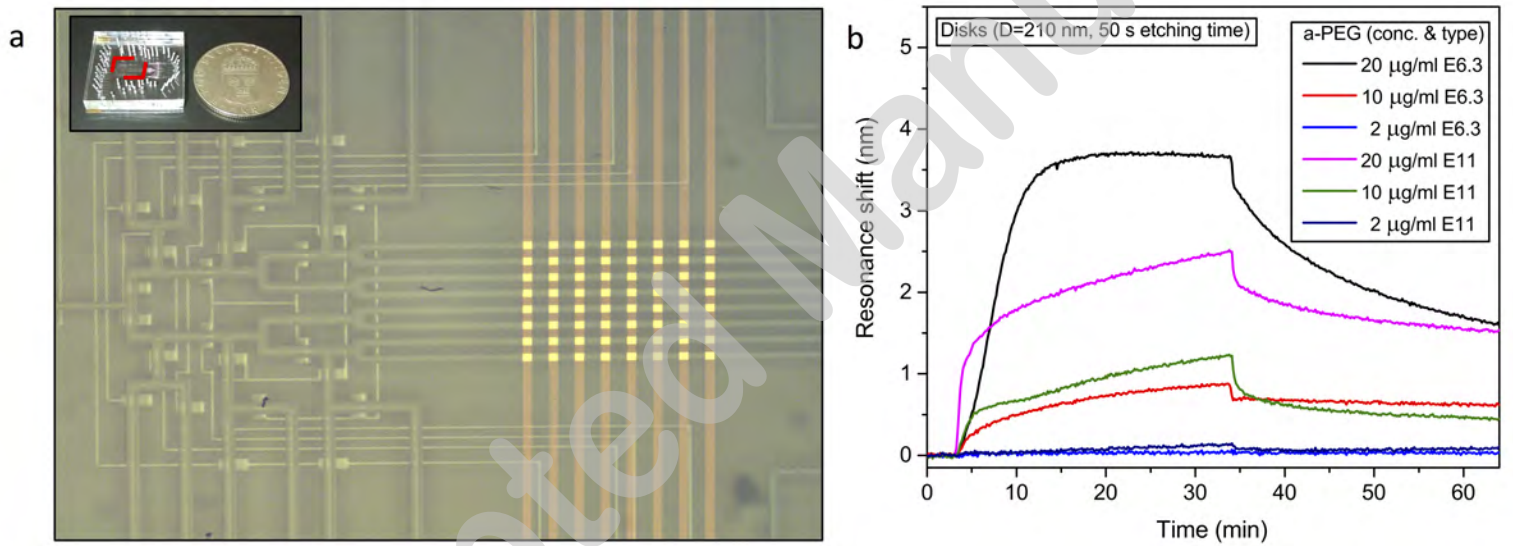 a
b
Disks (D=210 nm, 50 s etching time)
a-PEG (conc. & type)
20 μg/ml E6.3
10 μg/ml E6.3
2 μg/ml E6.3
20 μg/ml E11
10 μg/ml E11
2 μg/ml E11
Resonance shift (nm)
5
4
3
2
1
0
0 10 20 30 40 50 60
Time (min)
nted Manu